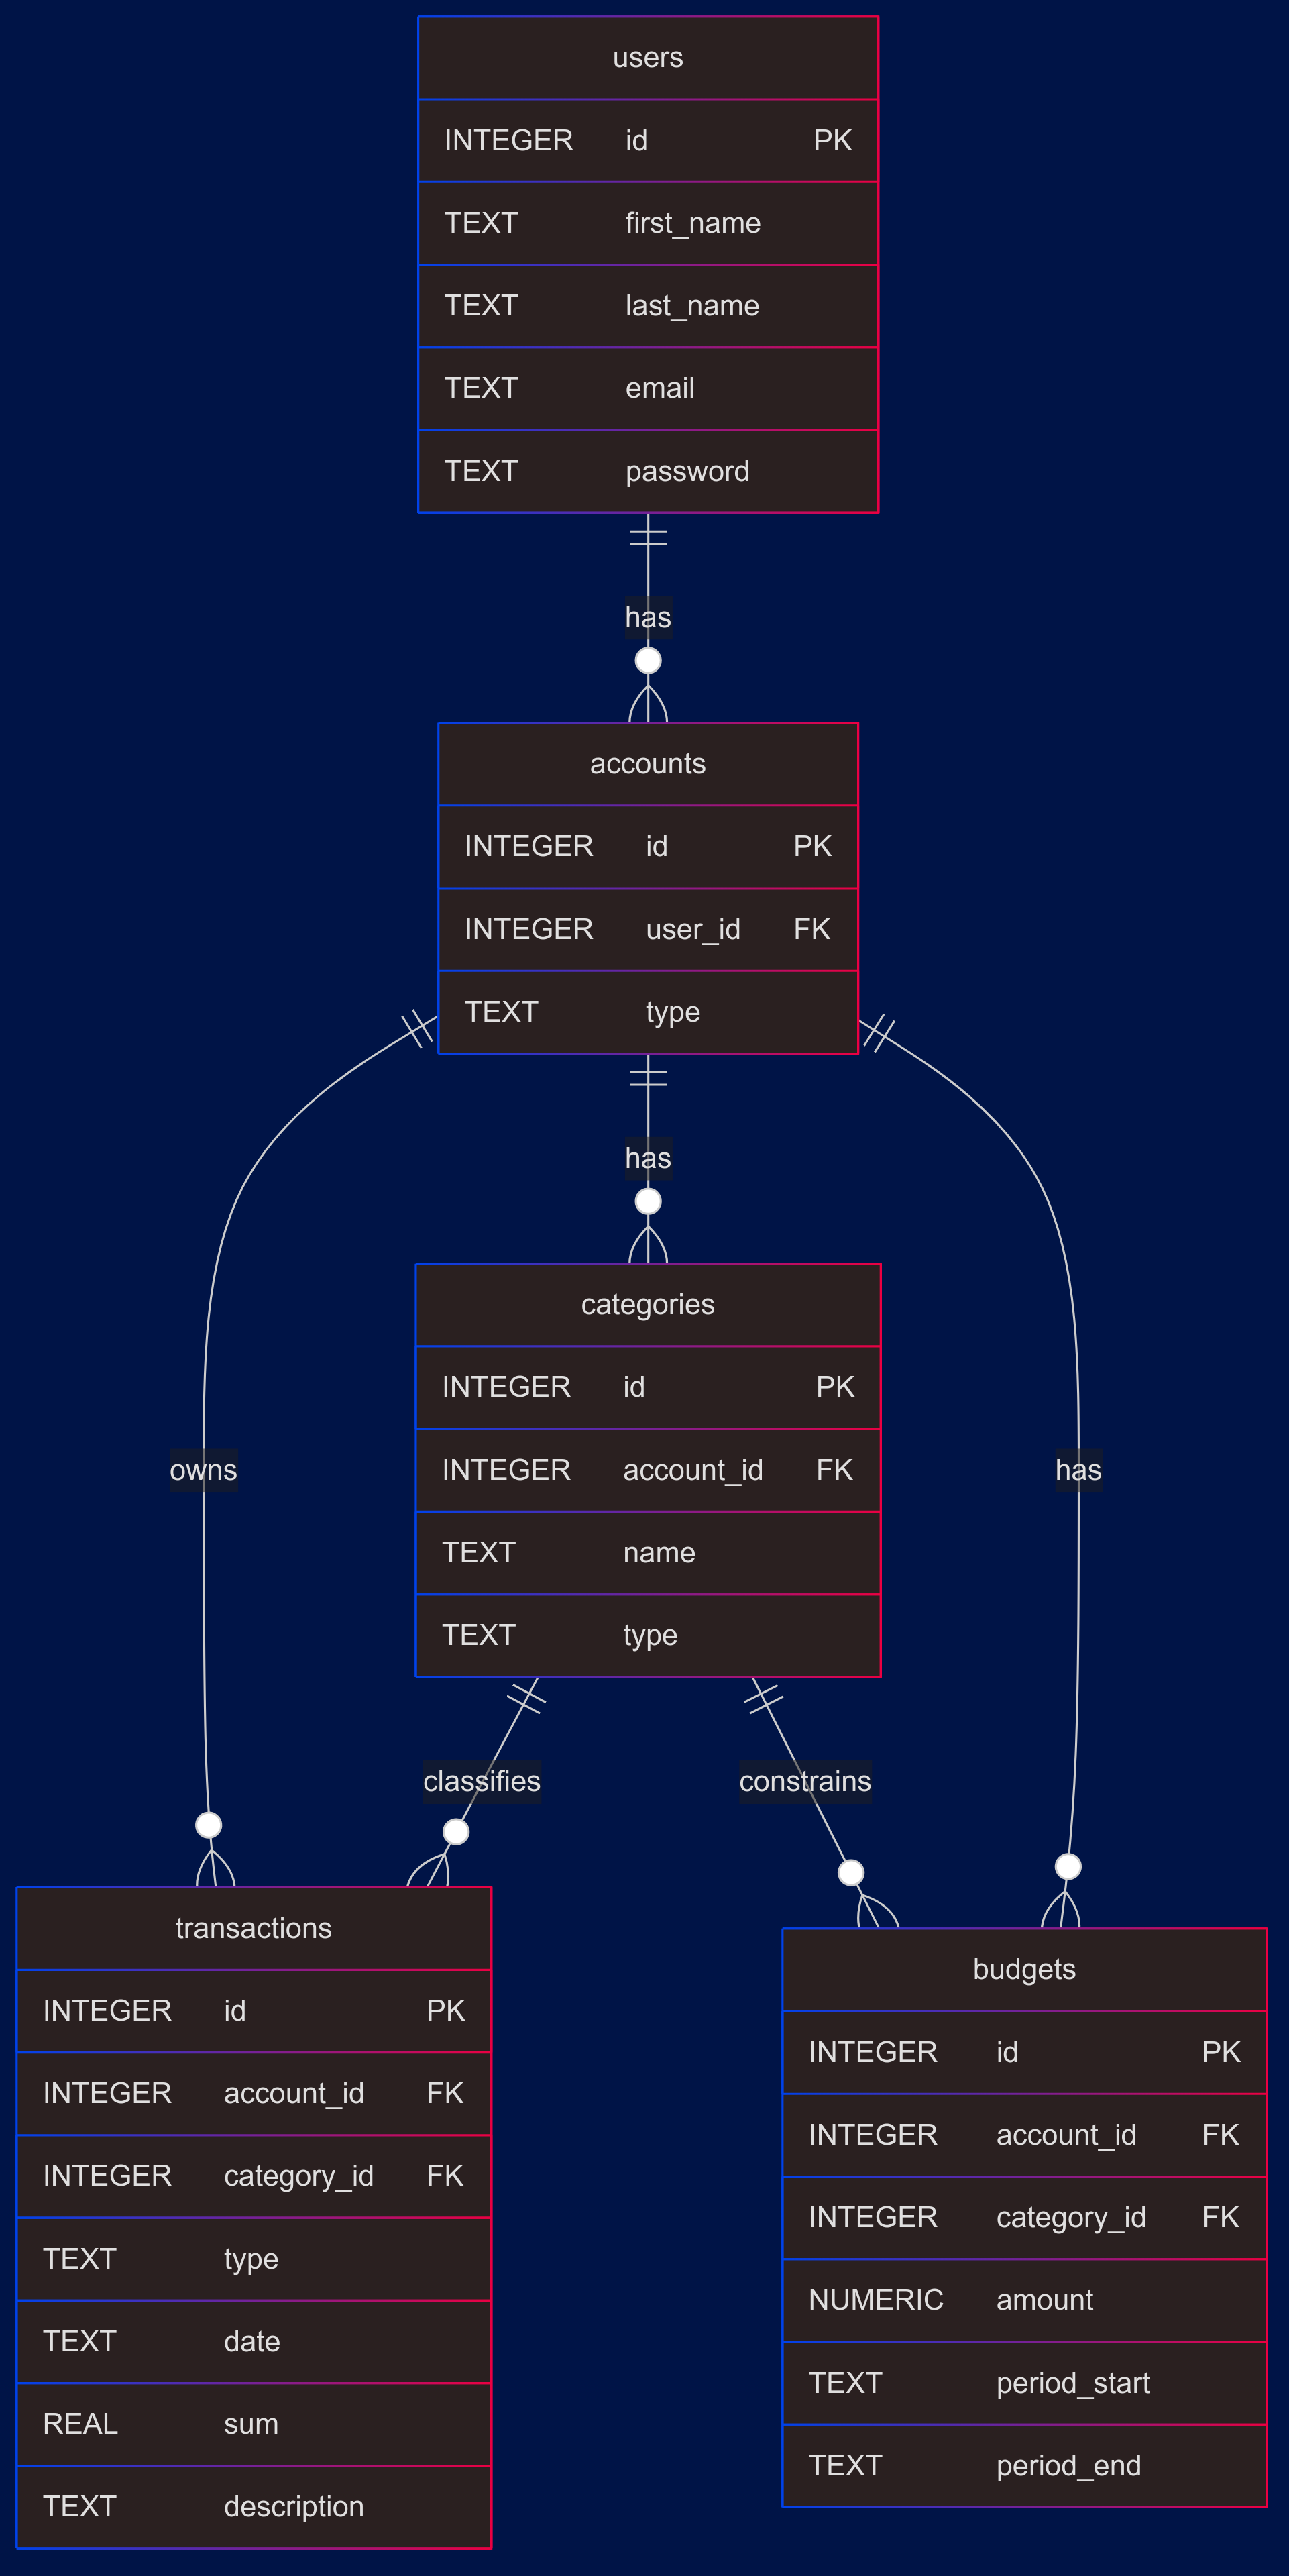 users
INTEGER id PK
TEXT first_name
TEXT last_name
TEXT email
TEXT password
has
accounts
INTEGER id PK
INTEGER user_id FK
TEXT type
has
categories
INTEGER id PK
INTEGER account_id FK
TEXT name
TEXT type
owns
has
classifies
constrains
transactions
INTEGER id PK
INTEGER account_id FK
INTEGER category_id FK
TEXT type
TEXT date
REAL sum
TEXT description
budgets
INTEGER id PK
INTEGER account_id FK
INTEGER category_id FK
NUMERIC amount
TEXT period_start
TEXT period_end